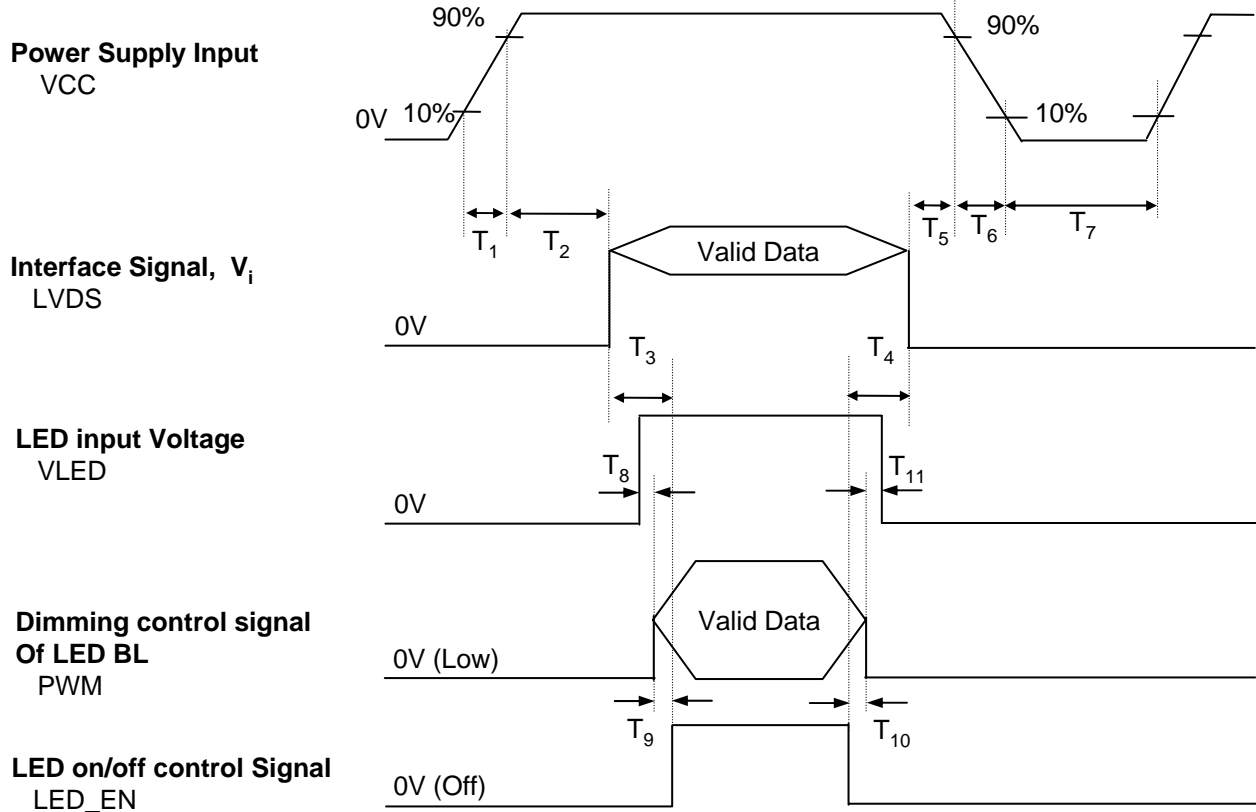 90%
90%
Power Supply Input
VCC
0V 10%
10%
T1
T2
T5
T6
T7
Interface Signal, Vi
LVDS
Valid Data
0V
T3
T4
LED input Voltage
VLED
T8
T11
0V
Dimming control signal
Of LED BL
PWM
Valid Data
0V (Low)
T9
T10
LED on/off control Signal
LED_EN
0V (Off)